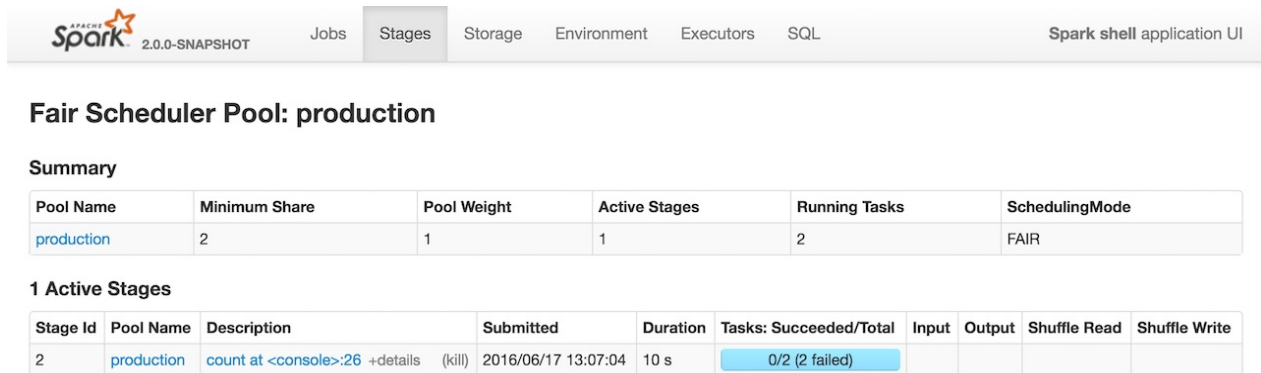 APACHE Spark 2.0.0-SNAPSHOT Jobs Stages Storage Environment Executors SQL Spark shell application UI
Fair Scheduler Pool: production
Summary
Pool Name Minimum Share Pool Weight Active Stages Running Tasks SchedulingMode
production 2 1 1 2 FAIR
1 Active Stages
Stage Id Pool Name Description Submitted Duration Tasks: Succeeded/Total Input Output Shuffle Read Shuffle Write
2 production count at <console>:26 +details (kill) 2016/06/17 13:07:04 10 s 0/2 (2 failed)